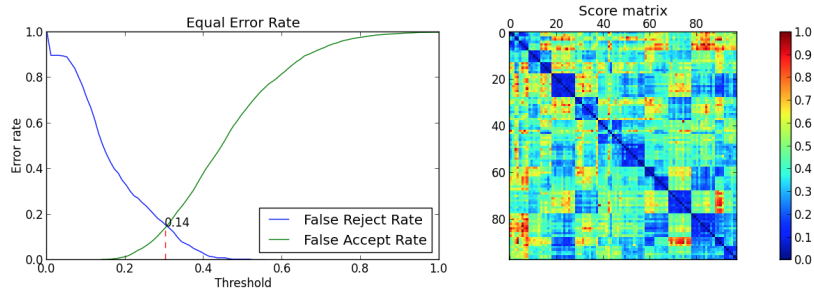 Equal Error Rate
1.0
0.8
0.6
0.4
0.2
0.0
Error rate
0.14
False Reject Rate
False Accept Rate
0.0 0.2 0.4 0.6 0.8 1.0
Threshold
Score matrix
0 20 40 60 80
0
20
40
60
80
1.0
0.9
0.8
0.7
0.6
0.5
0.4
0.3
0.2
0.1
0.0